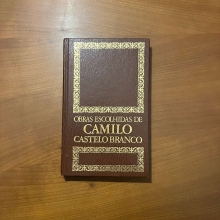 OBRAS ESCOLHIDAS DE
CAMILO
CASTELO BRANCO